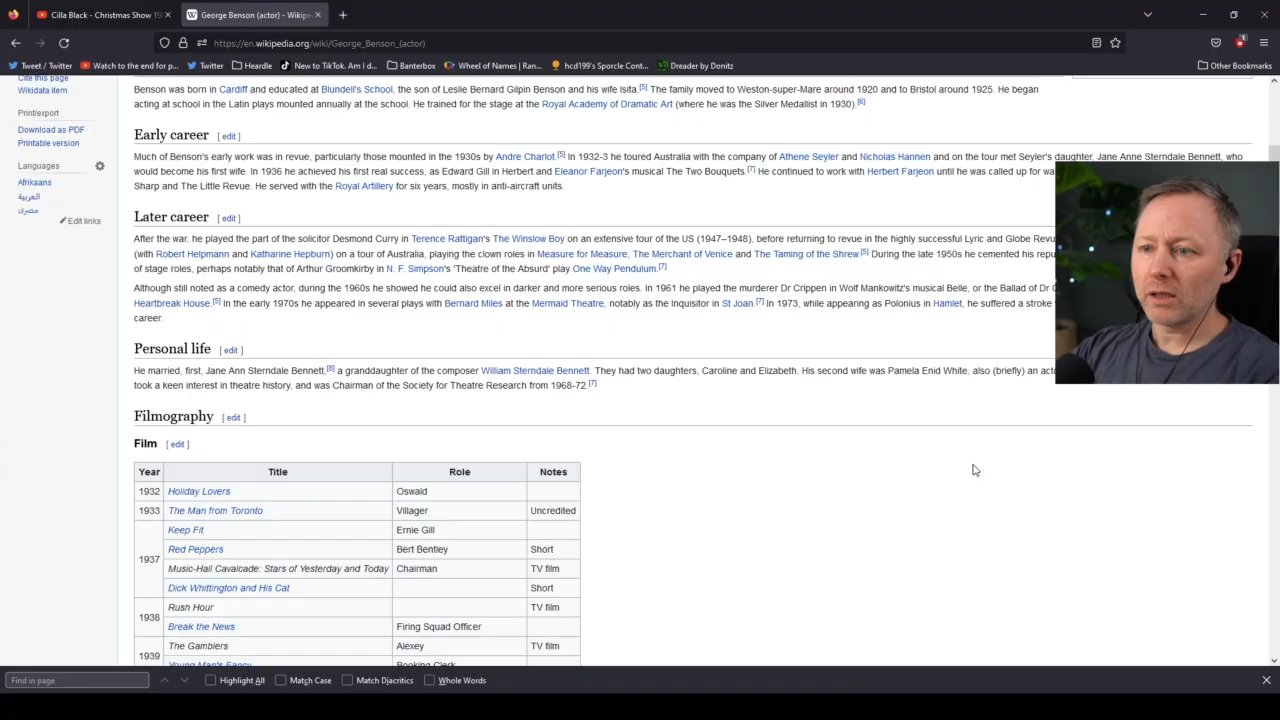 Cilla Black - Christmas Show 19
George Benson (actor) - Wikipe
https://en.wikipedia.org/wiki/George_Benson_(actor)
1
Tweet / Twitter
Watch to the end for p...
Twitter
Heardle
New to TikTok. Am I d...
Banterbox
Wheel of Names | Ran...
hcd199's Sporcle Cont...
Dreader by Donitz
Other Bookmarks
Cite this page
Wikidata item
Print/export
Download as PDF
Printable version
Languages
Afrikaans
العربية
مصرى
Edit links
Benson was born in Cardiff and educated at Blundell's School, the son of Leslie Bernard Gilpin Benson and his wife Isita.[5] The family moved to Weston-super-Mare around 1920 and to Bristol around 1925. He began
acting at school in the Latin plays mounted annually at the school. He trained for the stage at the Royal Academy of Dramatic Art (where he was the Silver Medallist in 1930).[6]
Early career [ edit ]
Much of Benson's early work was in revue, particularly those mounted in the 1930s by Andre Charlot.[5] In 1932-3 he toured Australia with the company of Athene Seyler and Nicholas Hannen and on the tour met Seyler's daughter, Jane Anne Sterndale Bennett, who
would become his first wife. In 1936 he achieved his first real success, as Edward Gill in Herbert and Eleanor Farjeon's musical The Two Bouquets.[7] He continued to work with Herbert Farjeon until he was called up for wa
Sharp and The Little Revue. He served with the Royal Artillery for six years, mostly in anti-aircraft units.
Later career [ edit ]
After the war, he played the part of the solicitor Desmond Curry in Terence Rattigan's The Winslow Boy on an extensive tour of the US (1947–1948), before returning to revue in the highly successful Lyric and Globe Revu
(with Robert Helpmann and Katharine Hepburn) on a tour of Australia, playing the clown roles in Measure for Measure, The Merchant of Venice and The Taming of the Shrew.[5] During the late 1950s he cemented his repu
of stage roles, perhaps notably that of Arthur Groomkirby in N. F. Simpson's 'Theatre of the Absurd' play One Way Pendulum.[7]
Although still noted as a comedy actor, during the 1960s he showed he could also excel in darker and more serious roles. In 1961 he played the murderer Dr Crippen in Wolf Mankowitz's musical Belle, or the Ballad of Dr C
Heartbreak House.[5] In the early 1970s he appeared in several plays with Bernard Miles at the Mermaid Theatre, notably as the Inquisitor in St Joan.[7] In 1973, while appearing as Polonius in Hamlet, he suffered a stroke
career.
Personal life [ edit ]
He married, first, Jane Ann Sterndale Bennett,[8] a granddaughter of the composer William Sterndale Bennett. They had two daughters, Caroline and Elizabeth. His second wife was Pamela Enid White, also (briefly) an act
took a keen interest in theatre history, and was Chairman of the Society for Theatre Research from 1968-72.[7]
Filmography [ edit ]
Film [ edit ]
Year Title Role Notes
1932 Holiday Lovers Oswald
1933 The Man from Toronto Villager Uncredited
1937 Keep Fit Ernie Gill
Red Peppers Bert Bentley Short
Music-Hall Cavalcade: Stars of Yesterday and Today Chairman TV film
Dick Whittington and His Cat Short
1938 Rush Hour TV film
Break the News Firing Squad Officer
1939 The Gamblers Alexey TV film
Young Man's Fancy Booking Clerk
Find in page
Highlight All
Match Case
Match Diacritics
Whole Words